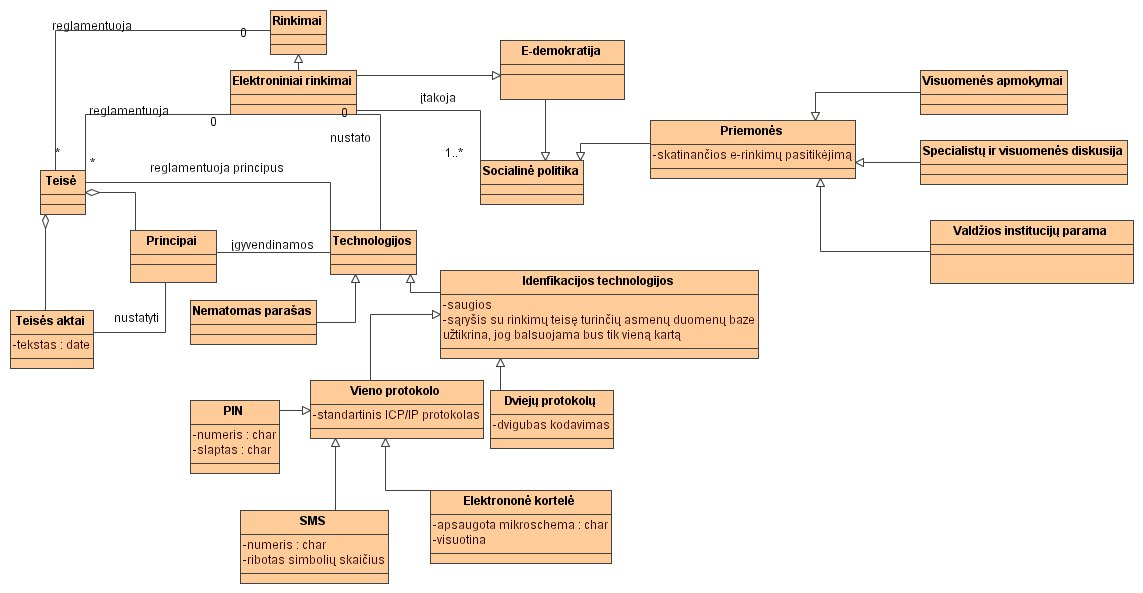 Rinkimai
reglamentuoja
0
E-demokratija
Elektroniniai rinkimai
Visuomenės apmokymai
įtakoja
reglamentuoja
0
0
nustato
Priemonės
-skatinančios e-rinkimų pasitikėjimą
Specialistų ir visuomenės diskusija
*
*
1..*
reglamentuoja principus
Socialinė politika
Teisė
Principai
įgyvendinamos
Technologijos
Valdžios institucijų parama
Idenfikacijos technologijos
-saugios
-sąryšis su rinkimų teisę turinčių asmenų duomenų baze
užtikrina, jog balsuojama bus tik vieną kartą
Nematomas parašas
Teisės aktai
-tekstas : date
nustatyti
Vieno protokolo
-standartinis ICP/IP protokolas
Dviejų protokolų
-dvigubas kodavimas
PIN
-numeris : char
-slaptas : char
Elektrononė kortelė
-apsaugota mikroschema : char
-visuotina
SMS
-numeris : char
-ribotas simbolių skaičius